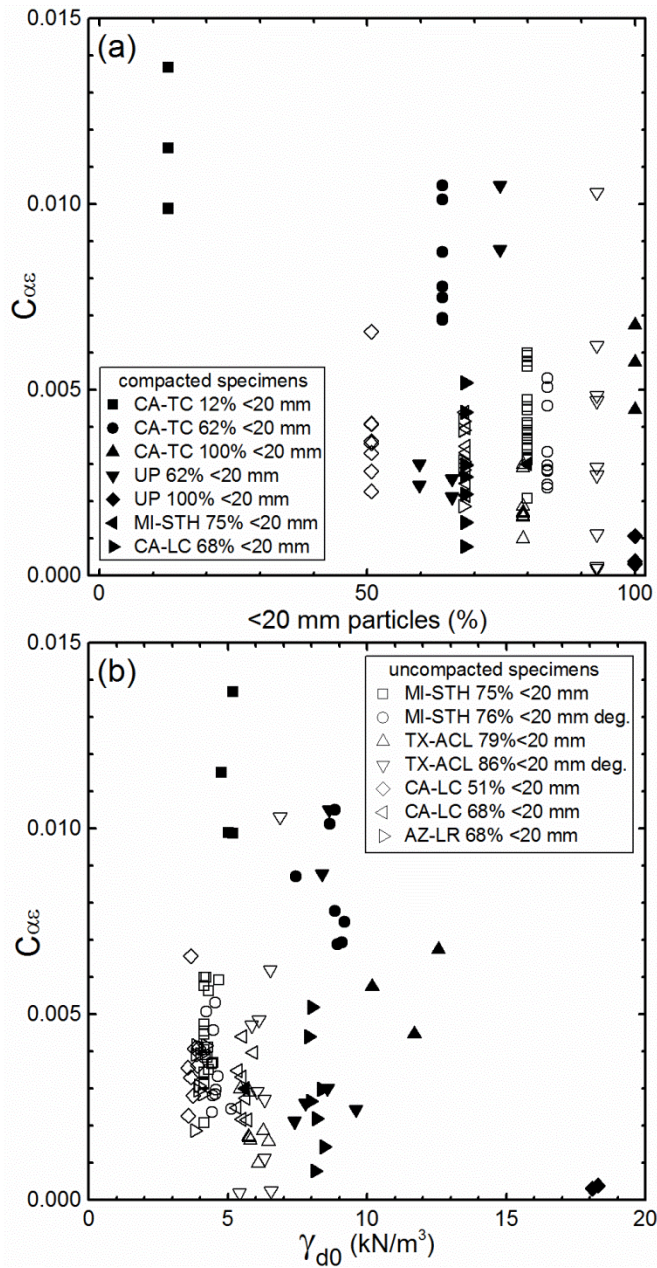 0.015
(a)
0.010
Cαε
0.005
compacted specimens
CA-TC 12% <20 mm
CA-TC 62% <20 mm
CA-TC 100% <20 mm
UP 62% <20 mm
UP 100% <20 mm
MI-STH 75% <20 mm
CA-LC 68% <20 mm
0.000
0 50 100
<20 mm particles (%)
0.015
(b)
uncompacted specimens
MI-STH 75% <20 mm
MI-STH 76% <20 mm deg.
TX-ACL 79%<20 mm
TX-ACL 86%<20 mm deg.
CA-LC 51% <20 mm
CA-LC 68% <20 mm
AZ-LR 68% <20 mm
0.010
Cαε
0.005
0.000
0 5 10 15 20
γd0 (kN/m³)